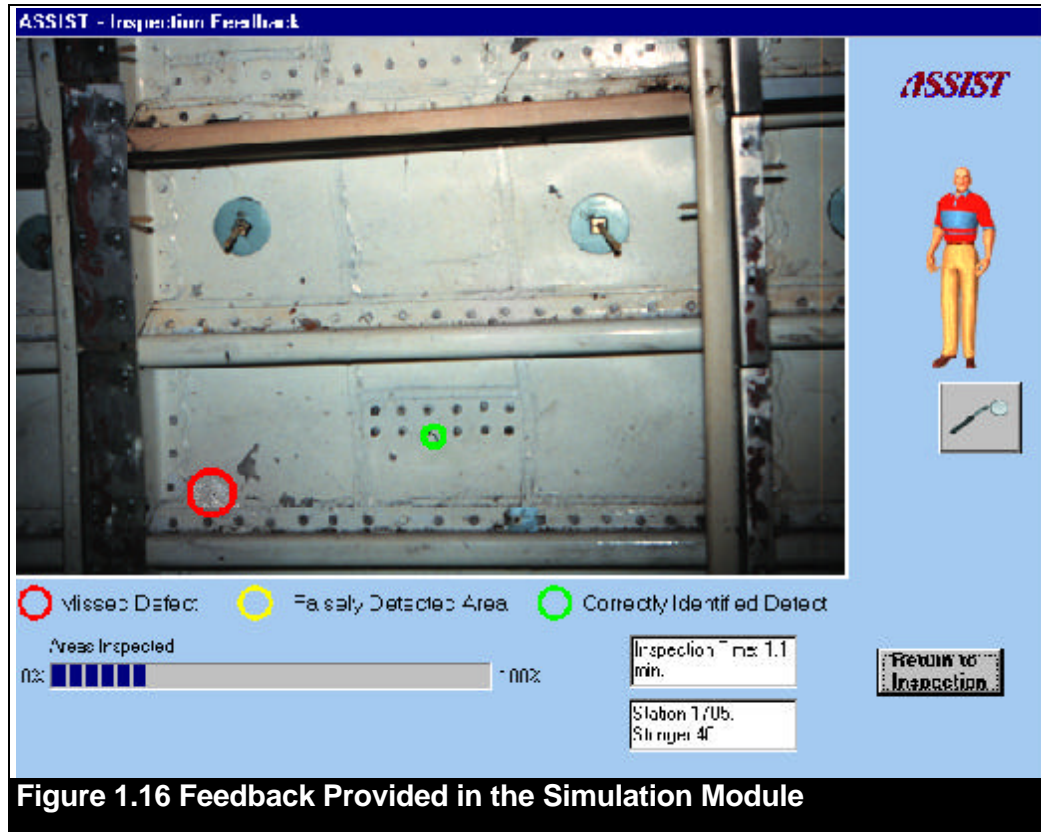 ASSIST - Inspection Feedback
ASSIST
Missed Defect
Falsely Detected Area
Correctly Identified Defect
Areas Inspected
0%
100%
Inspection Time: 1.1
min.
Station 1705,
Stringer
Return to
Inspection
Figure 1.16 Feedback Provided in the Simulation Module